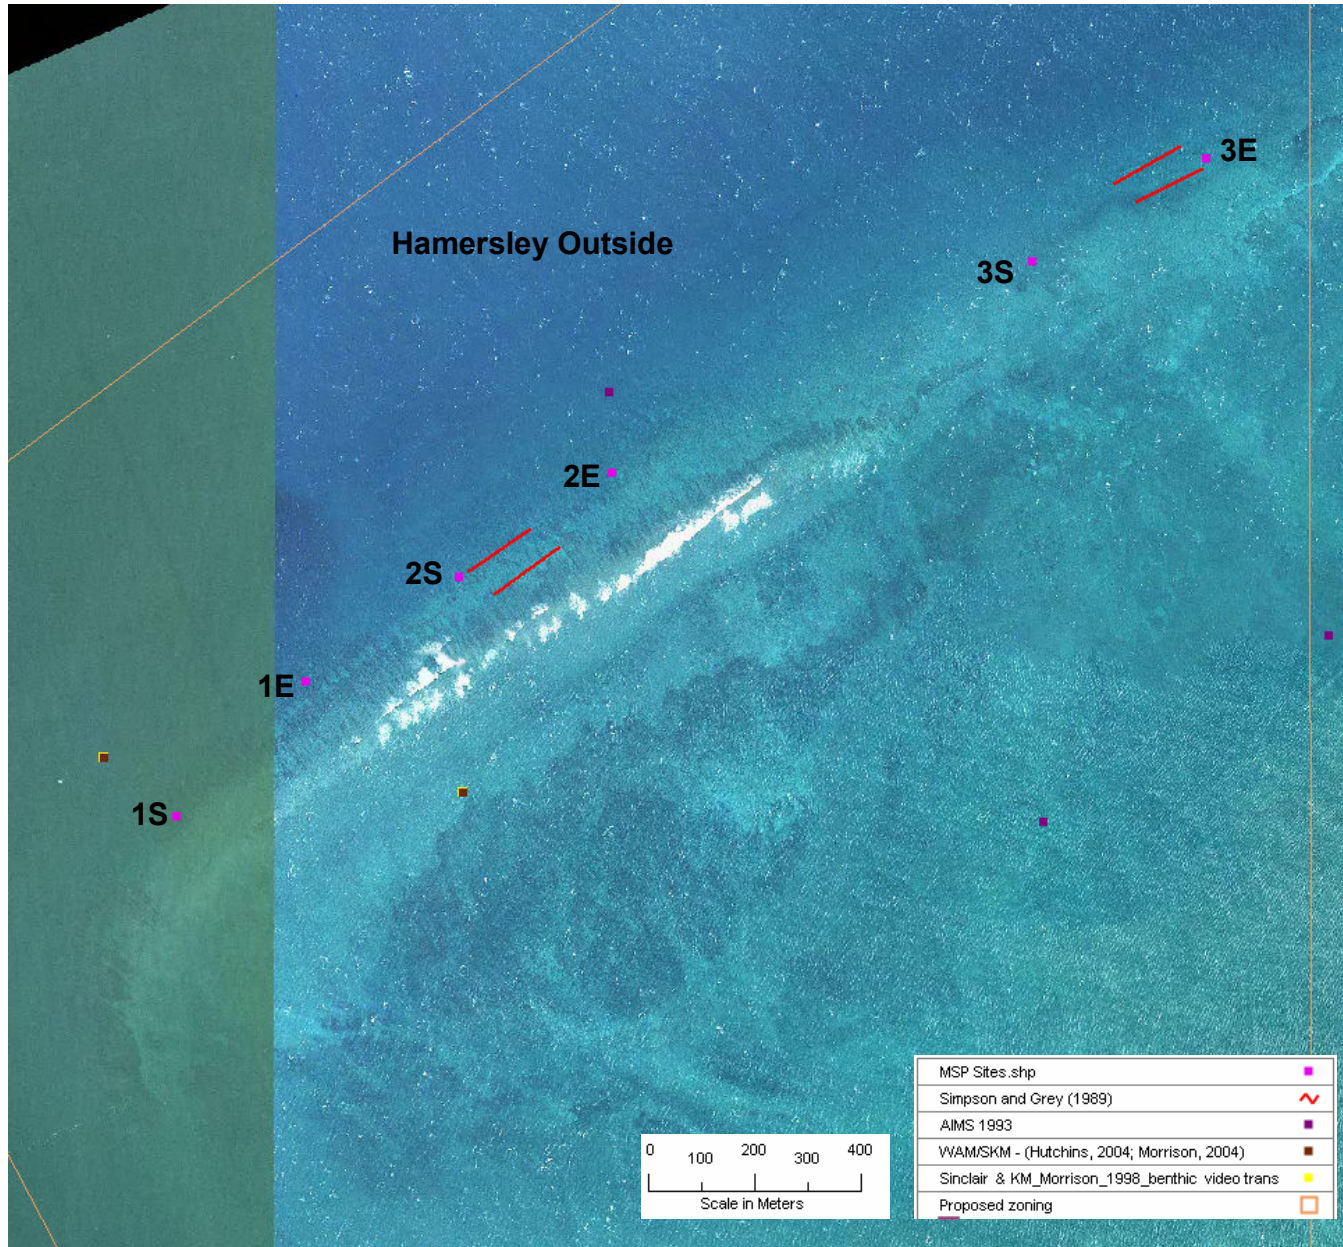 3E
Hamersley Outside
3S
2E
2S
1E
1S
MSP Sites.shp
Simpson and Grey (1989)
AIMS 1993
WAM/SKM - (Hutchins, 2004; Morrison, 2004)
Sinclair & KM_Morrison_1998_benthic video trans
Proposed zoning
0 100 200 300 400
Scale in Meters